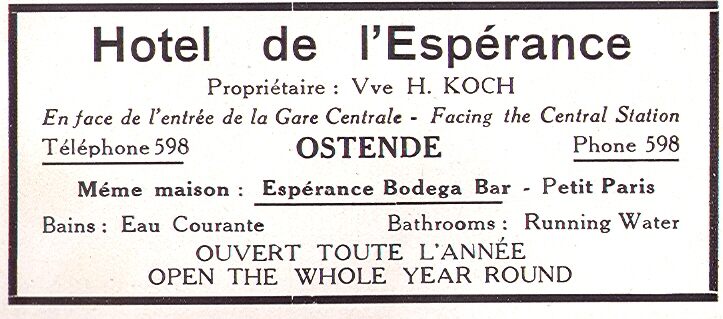 Hotel de l'Espérance
Propriétaire : Vve H. KOCH
En face de l'entrée de la Gare Centrale - Facing the Central Station
Téléphone 598 OSTENDE Phone 598
Méme maison : Espérance Bodega Bar - Petit Paris
Bains : Eau Courante Bathrooms : Running Water
OUVERT TOUTE L'ANNÉE
OPEN THE WHOLE YEAR ROUND